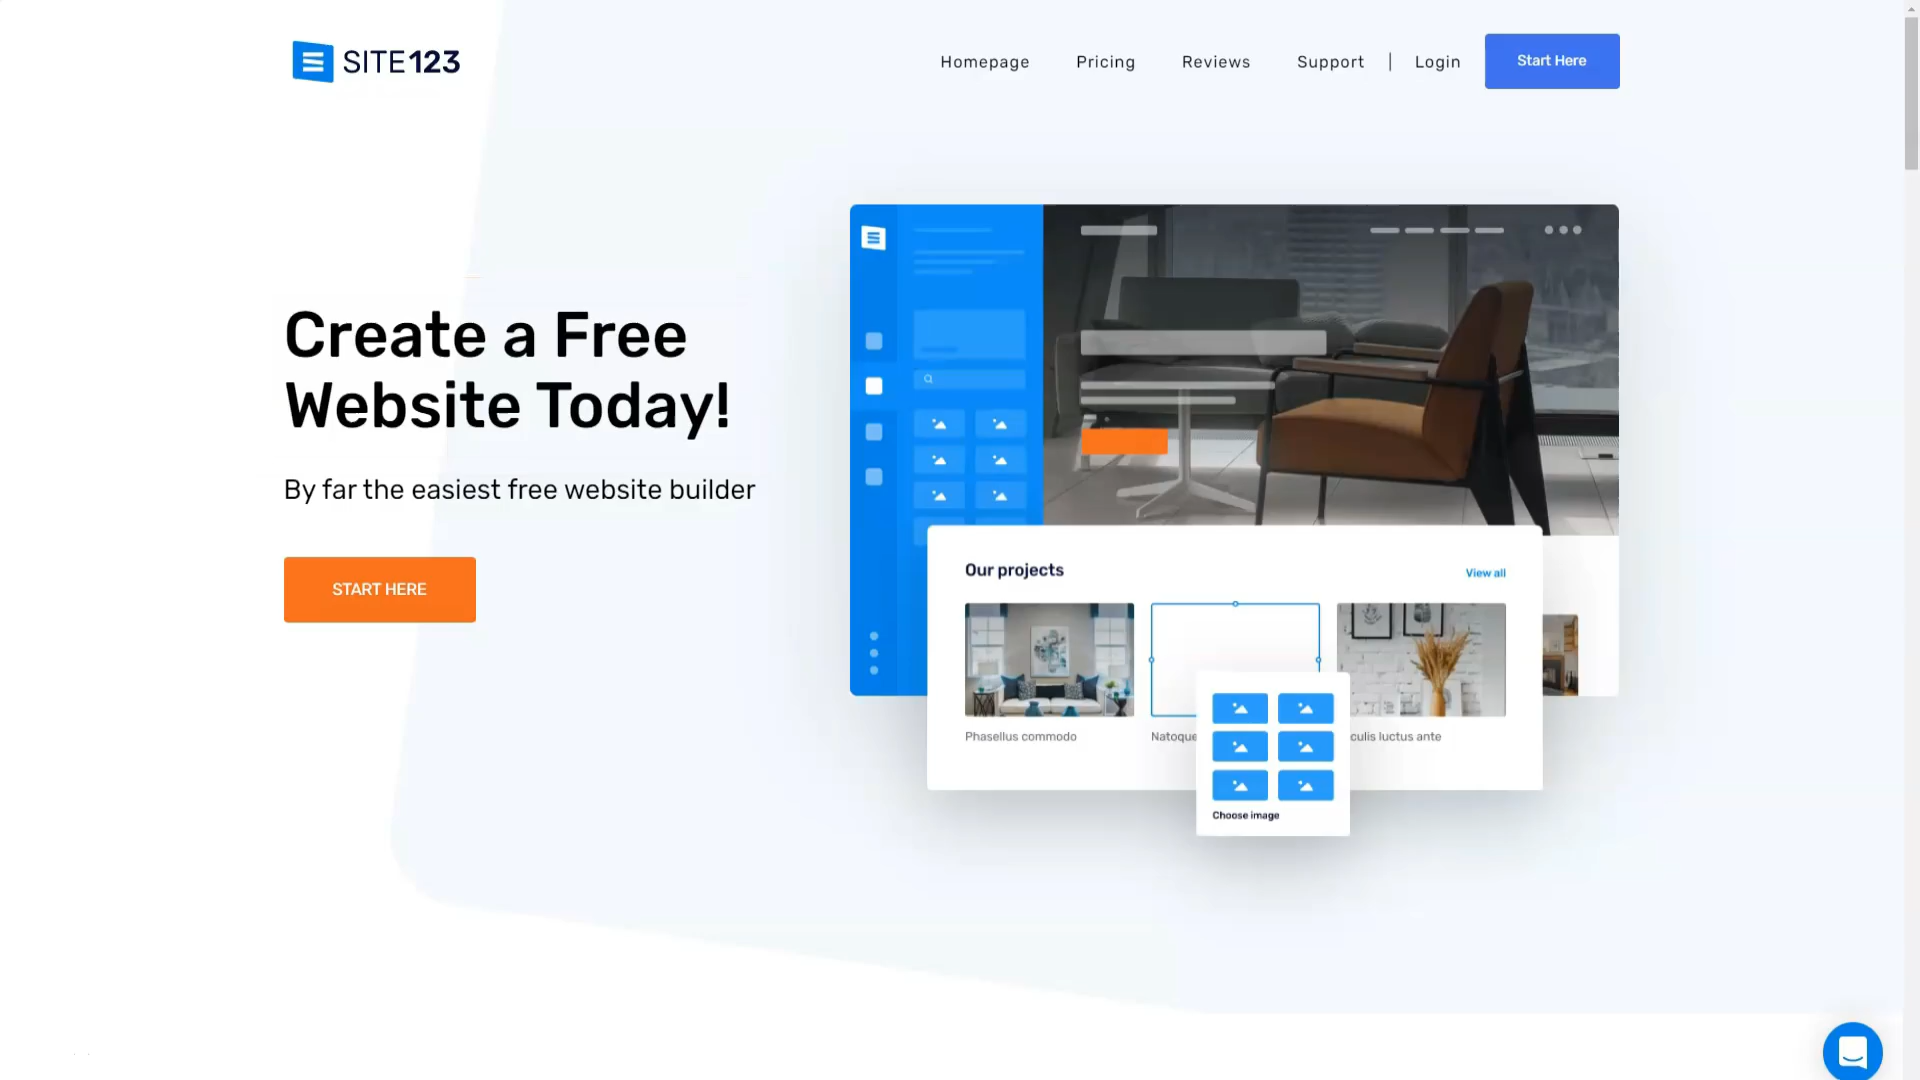 SITE123
Homepage
Pricing
Reviews
Support
Login
Start Here
Create a Free
Website Today!
By far the easiest free website builder
START HERE
Our projects
View all
Phasellus commodo
Natoque
culis luctus ante
Choose image